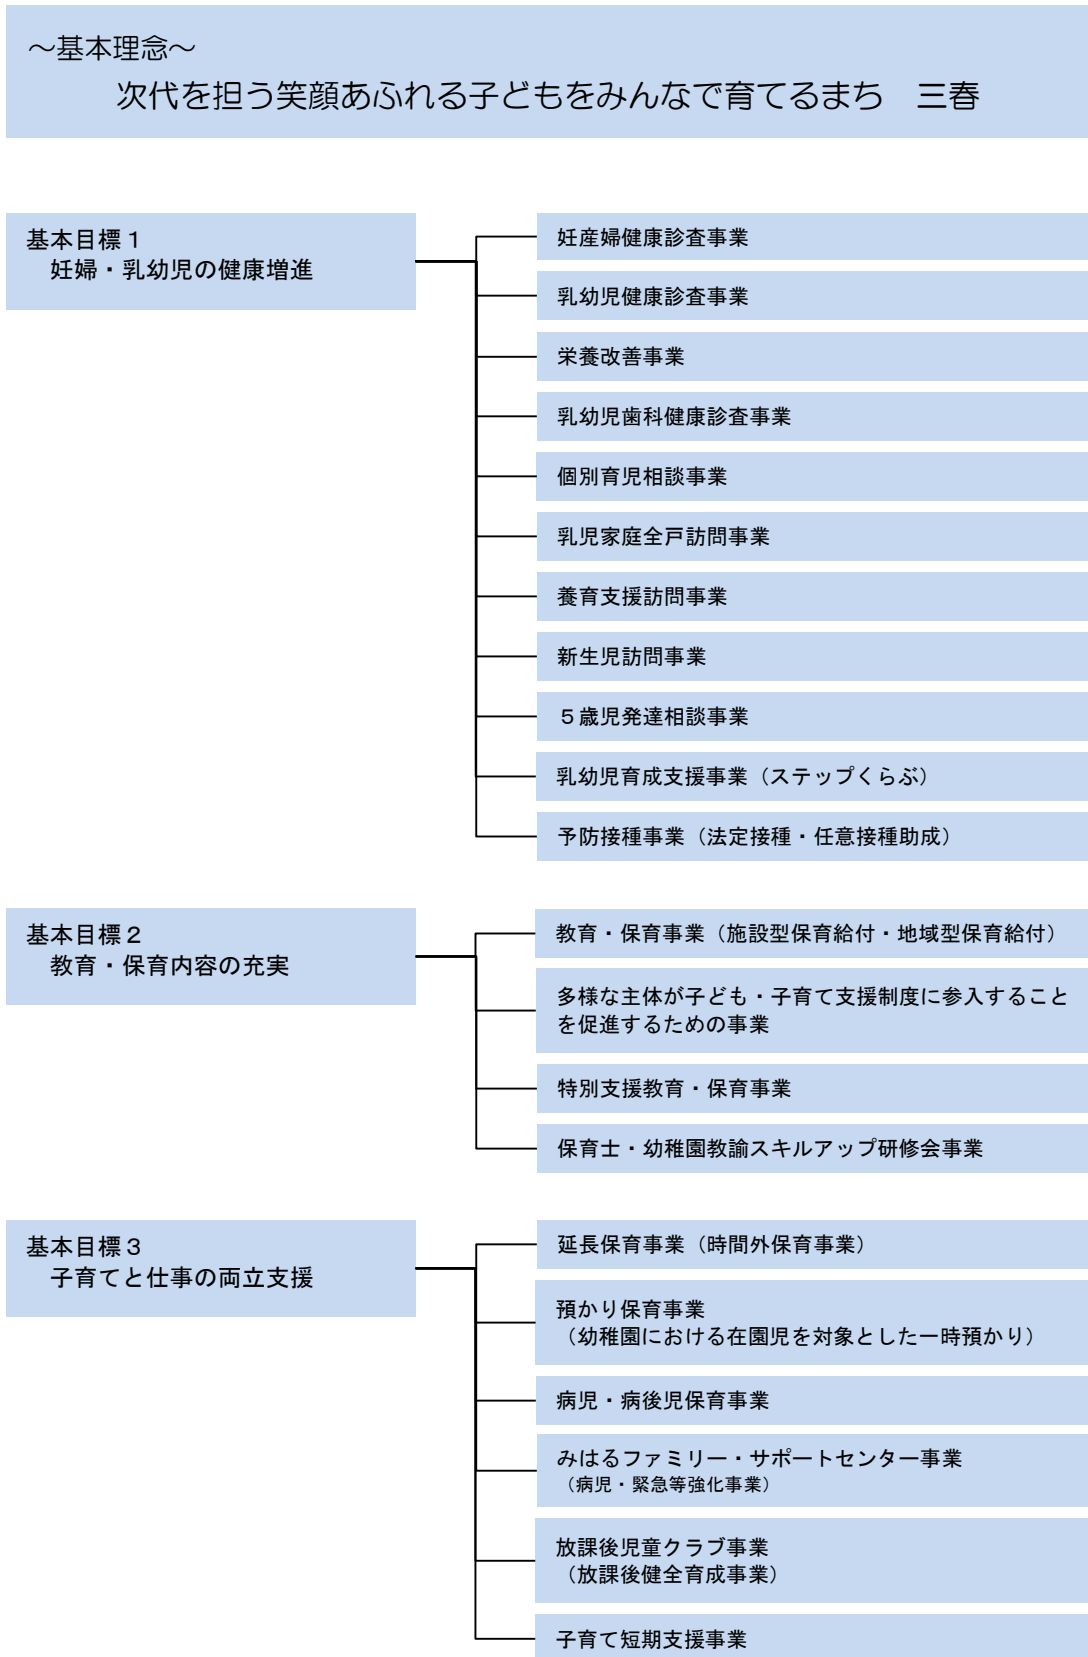 ～基本理念～
次代を担う笑顔あふれる子どもをみんなで育てるまち　三春
基本目標１
妊婦・乳幼児の健康増進
妊産婦健康診査事業
乳幼児健康診査事業
栄養改善事業
乳幼児歯科健康診査事業
個別育児相談事業
乳児家庭全戸訪問事業
養育支援訪問事業
新生児訪問事業
５歳児発達相談事業
乳幼児育成支援事業（ステップくらぶ）
予防接種事業（法定接種・任意接種助成）
基本目標２
教育・保育内容の充実
教育・保育事業（施設型保育給付・地域型保育給付）
多様な主体が子ども・子育て支援制度に参入すること
を促進するための事業
特別支援教育・保育事業
保育士・幼稚園教諭スキルアップ研修会事業
基本目標３
子育てと仕事の両立支援
延長保育事業（時間外保育事業）
預かり保育事業
（幼稚園における在園児を対象とした一時預かり）
病児・病後児保育事業
みはるファミリー・サポートセンター事業
（病児・緊急等強化事業）
放課後児童クラブ事業
（放課後健全育成事業）
子育て短期支援事業